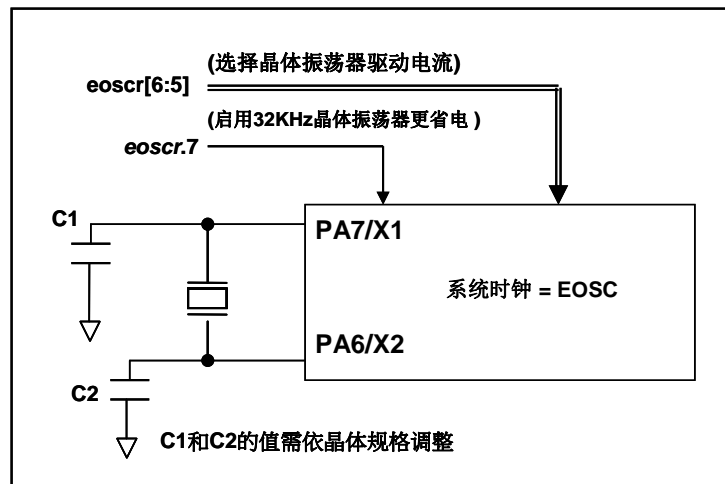 (选择晶体振荡器驱动电流)
eoscr[6:5]
(启用32KHz晶体振荡器更省电 )
eoscr.7
C1
PA7/X1
系统时钟 = EOSC
PA6/X2
C2
C1和C2的值需依晶体规格调整